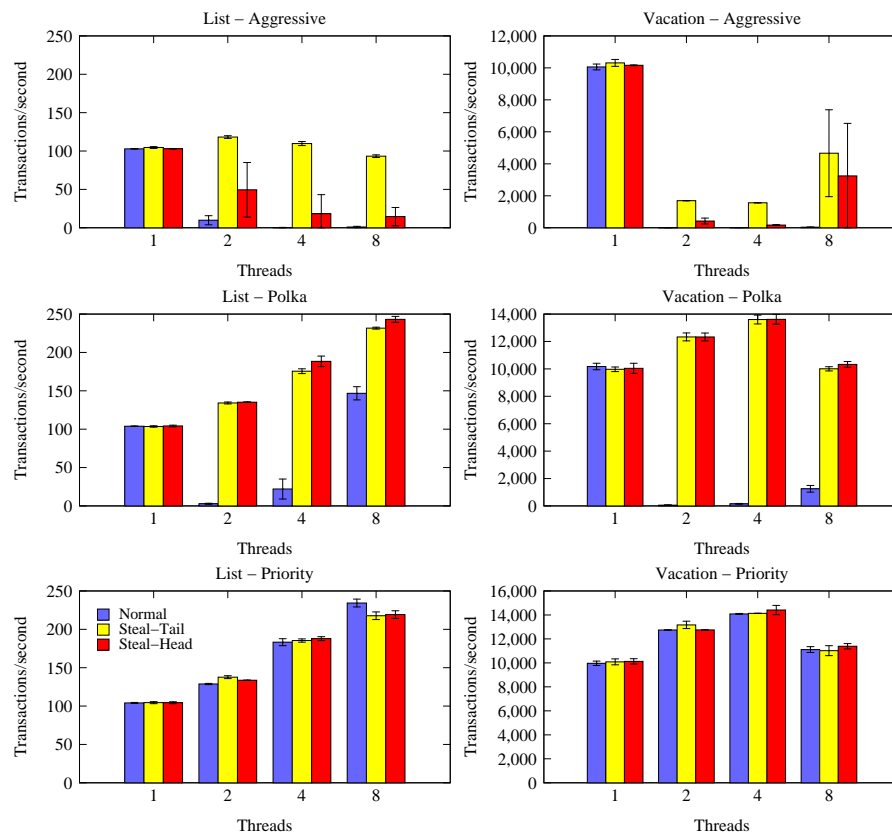 List – Aggressive
250
200
150
100
50
0
Transactions/second
1 2 4 8
Threads
Vacation – Aggressive
12,000
10,000
8,000
6,000
4,000
2,000
0
Transactions/second
1 2 4 8
Threads
List – Polka
250
200
150
100
50
0
Transactions/second
1 2 4 8
Threads
Vacation – Polka
14,000
12,000
10,000
8,000
6,000
4,000
2,000
0
Transactions/second
1 2 4 8
Threads
List – Priority
250
200
150
100
50
0
Transactions/second
Normal
Steal–Tail
Steal–Head
1 2 4 8
Threads
Vacation – Priority
16,000
14,000
12,000
10,000
8,000
6,000
4,000
2,000
0
Transactions/second
1 2 4 8
Threads